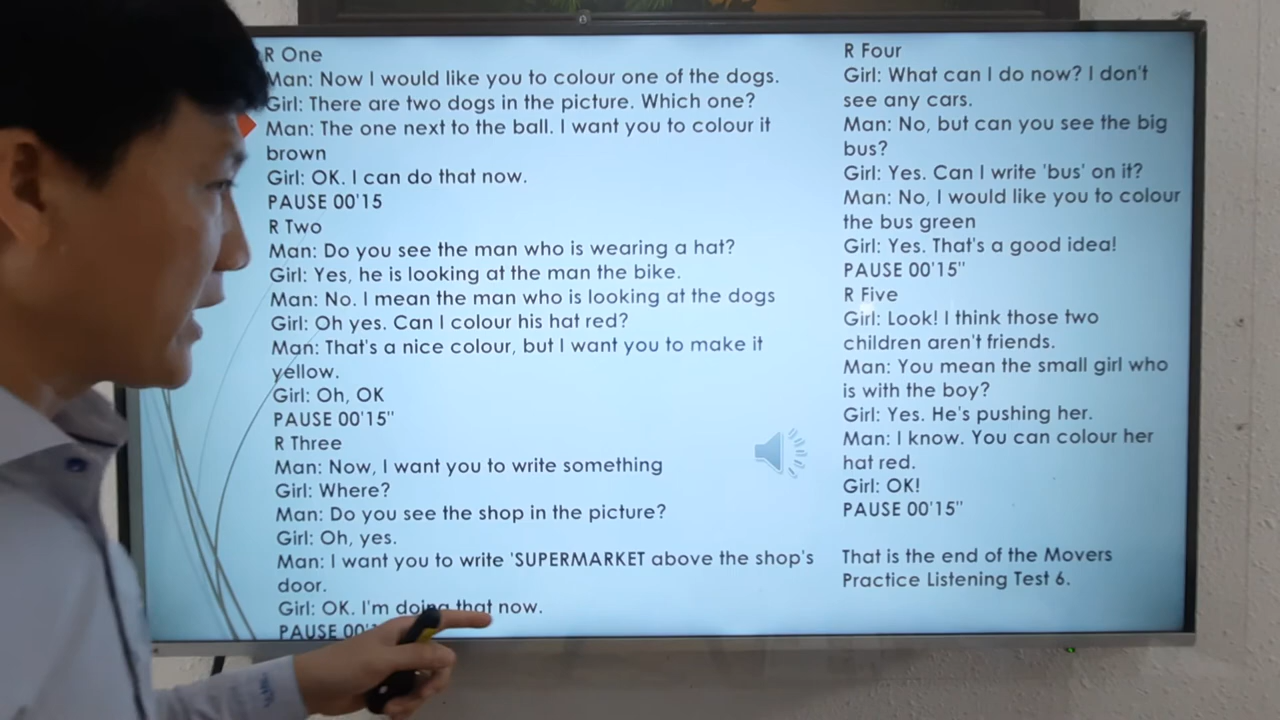 R One
Man: Now I would like you to colour one of the dogs.
Girl: There are two dogs in the picture. Which one?
Man: The one next to the ball. I want you to colour it
brown
Girl: OK. I can do that now.
PAUSE 00'15
R Two
Man: Do you see the man who is wearing a hat?
Girl: Yes, he is looking at the man the bike.
Man: No. I mean the man who is looking at the dogs
Girl: Oh yes. Can I colour his hat red?
Man: That's a nice colour, but I want you to make it
yellow.
Girl: Oh, OK
PAUSE 00'15"
R Three
Man: Now, I want you to write something
Girl: Where?
Man: Do you see the shop in the picture?
Girl: Oh, yes.
Man: I want you to write 'SUPERMARKET above the shop's
door.
Girl: OK. I'm doing that now.
PAUSE
R Four
Girl: What can I do now? I don't
see any cars.
Man: No, but can you see the big
bus?
Girl: Yes. Can I write 'bus' on it?
Man: No, I would like you to colour
the bus green
Girl: Yes. That's a good idea!
PAUSE 00'15"
R Five
Girl: Look! I think those two
children aren't friends.
Man: You mean the small girl who
is with the boy?
Girl: Yes. He's pushing her.
Man: I know. You can colour her
hat red.
Girl: OK!
PAUSE 00'15"
That is the end of the Movers
Practice Listening Test 6.